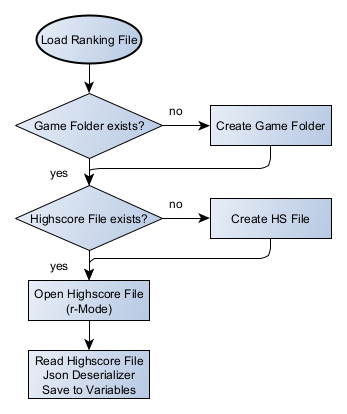 Load Ranking File
Game Folder exists?
no
Create Game Folder
yes
Highscore File exists?
no
Create HS File
yes
Open Highscore File
(r-Mode)
Read Highscore File
Json Deserializer
Save to Variables